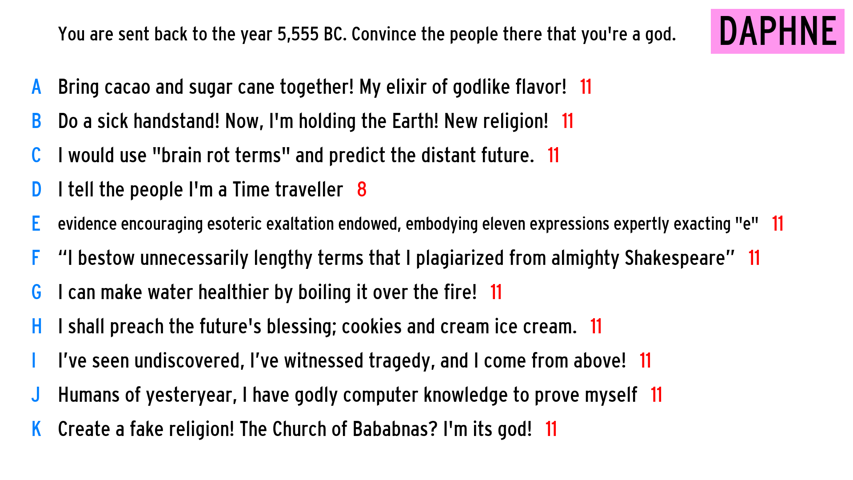 You are sent back to the year 5,555 BC. Convince the people there that you're a god.
DAPHNE
A Bring cacao and sugar cane together! My elixir of godlike flavor! 11
B Do a sick handstand! Now, I'm holding the Earth! New religion! 11
C I would use "brain rot terms" and predict the distant future. 11
D I tell the people I'm a Time traveller 8
E evidence encouraging esoteric exaltation endowed, embodying eleven expressions expertly exacting "e" 11
F “I bestow unnecessarily lengthy terms that I plagiarized from almighty Shakespeare” 11
G I can make water healthier by boiling it over the fire! 11
H I shall preach the future's blessing; cookies and cream ice cream. 11
I I’ve seen undiscovered, I’ve witnessed tragedy, and I come from above! 11
J Humans of yesteryear, I have godly computer knowledge to prove myself 11
K Create a fake religion! The Church of Bababnas? I'm its god! 11